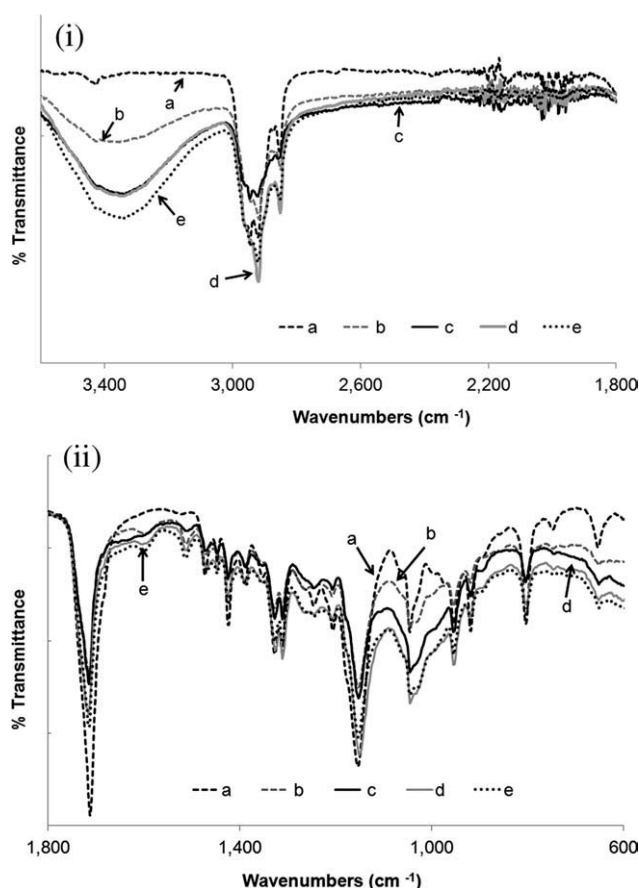 (i)
a
b
c
e
d
% Transmittance
a b c d e
3,400 3,000 2,600 2,200 1,800
Wavenumbers (cm -1)
(ii)
a
b
e
d
% Transmittance
a b c d e
1,800 1,400 1,000 600
Wavenumbers (cm -1)